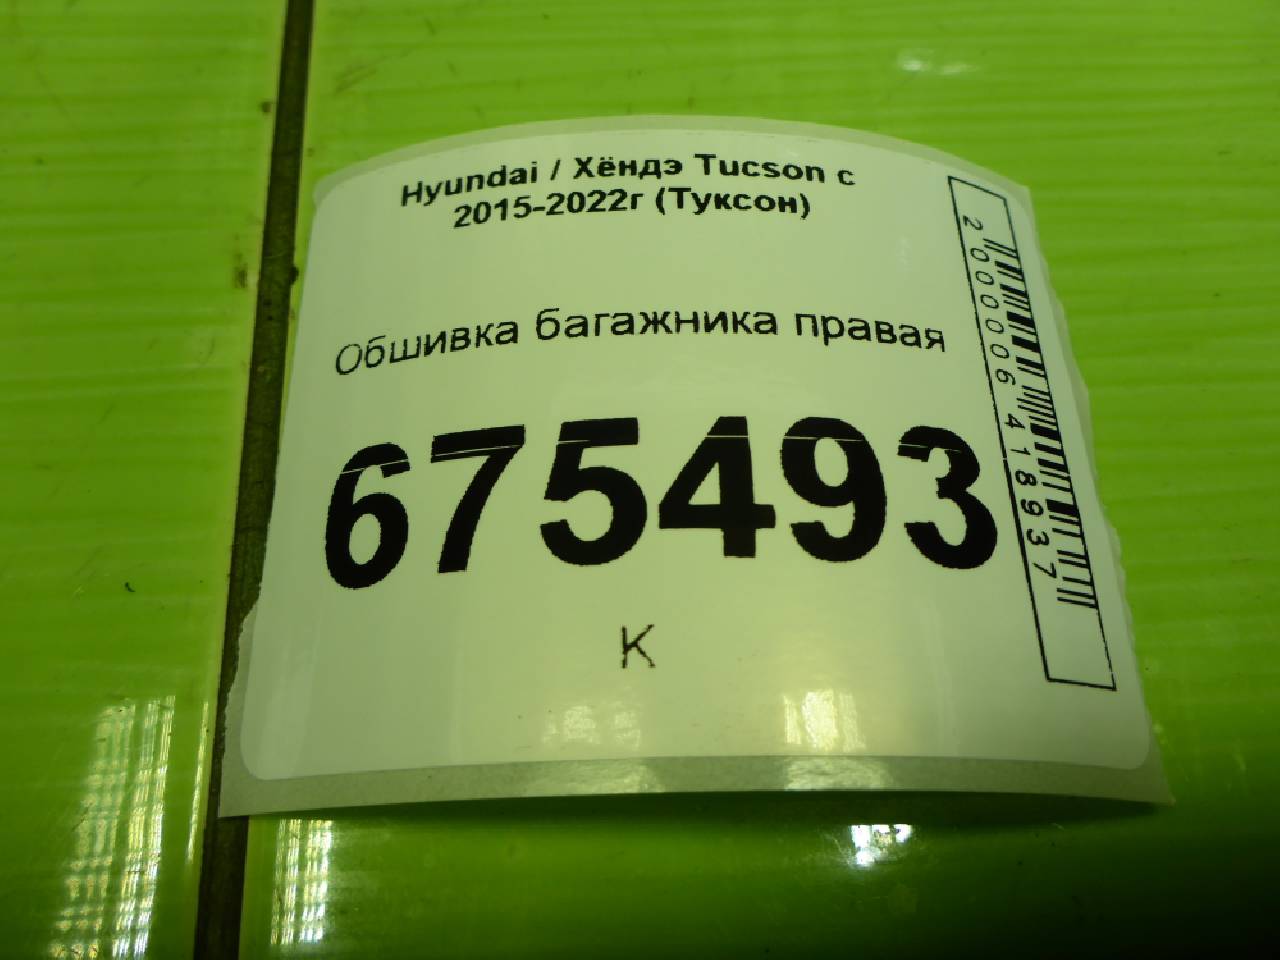 Hyundai / Хёндэ Tucson с
2015-2022г (Туксон)
Обшивка багажника правая
675493
К
2000006418937